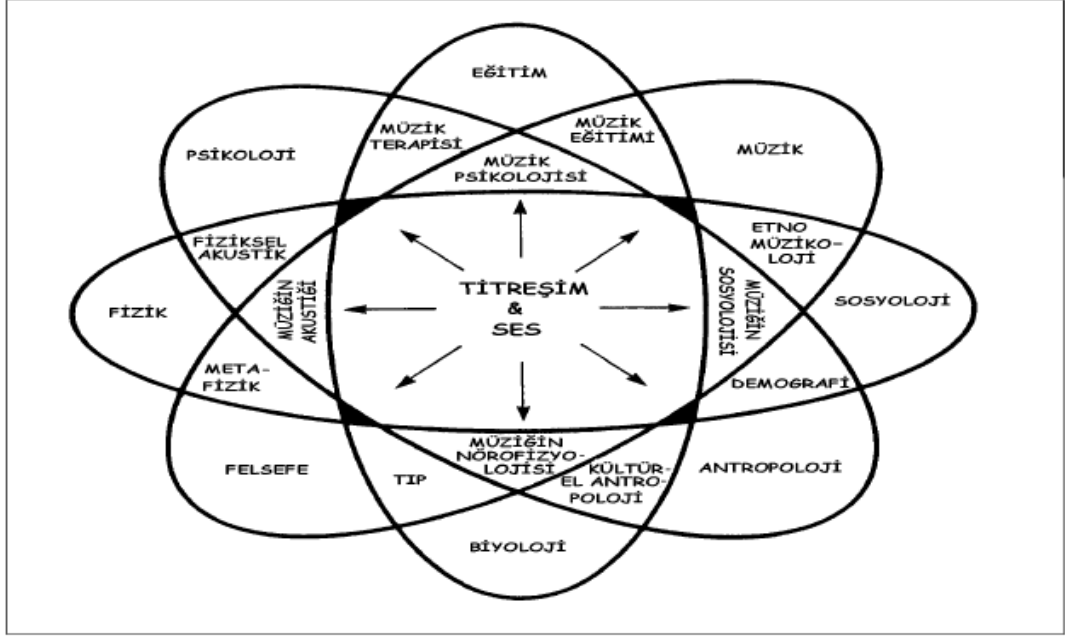 EĞİTİM
MÜZİK
TERAPİSİ
MÜZİK
EĞİTİMİ
PSİKOLOJİ
MÜZİK
MÜZİK
PSİKOLOJİSİ
FİZİKSEL
AKUSTİK
ETNO
MÜZİKO-
LOJİ
FİZİK
MÜZİĞİN
AKUSTİĞİ
TİTREŞİM
&
SES
MÜZİĞİN
SOSYOLOJİSİ
SOSYOLOJİ
META-
FİZİK
DEMOGRAFİ
FELSEFE
TIP
MÜZİĞİN
NÖROFİZYO-
LOJİSİ
KÜLTÜR-
EL ANTRO-
POLOJİ
ANTROPOLOJİ
BİYOLOJİ